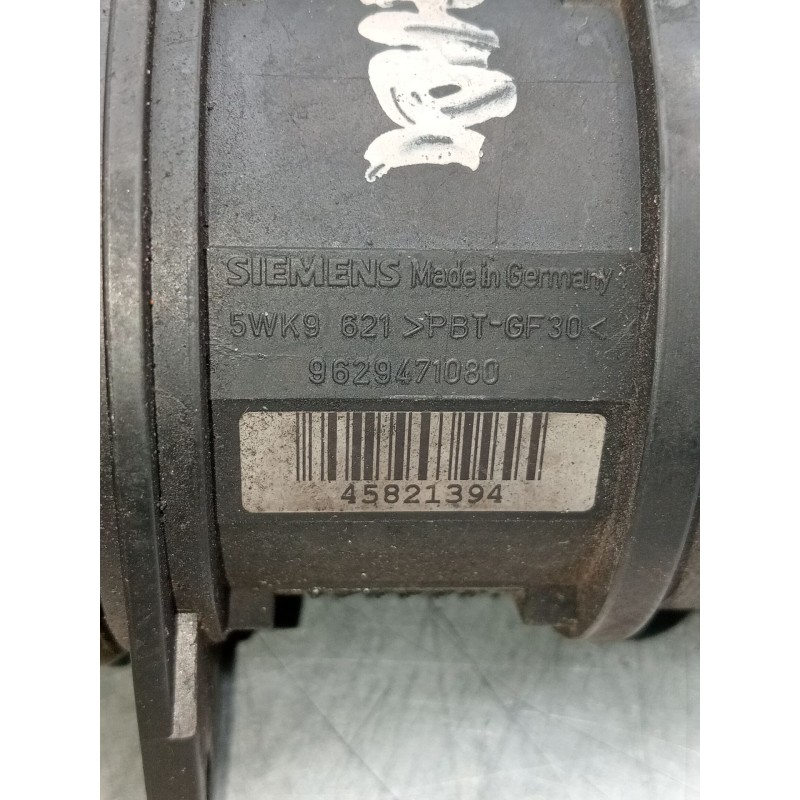 SIEMENS Made in Germany
5WK9 621 >PBT-GF30<
9629471080
45821394